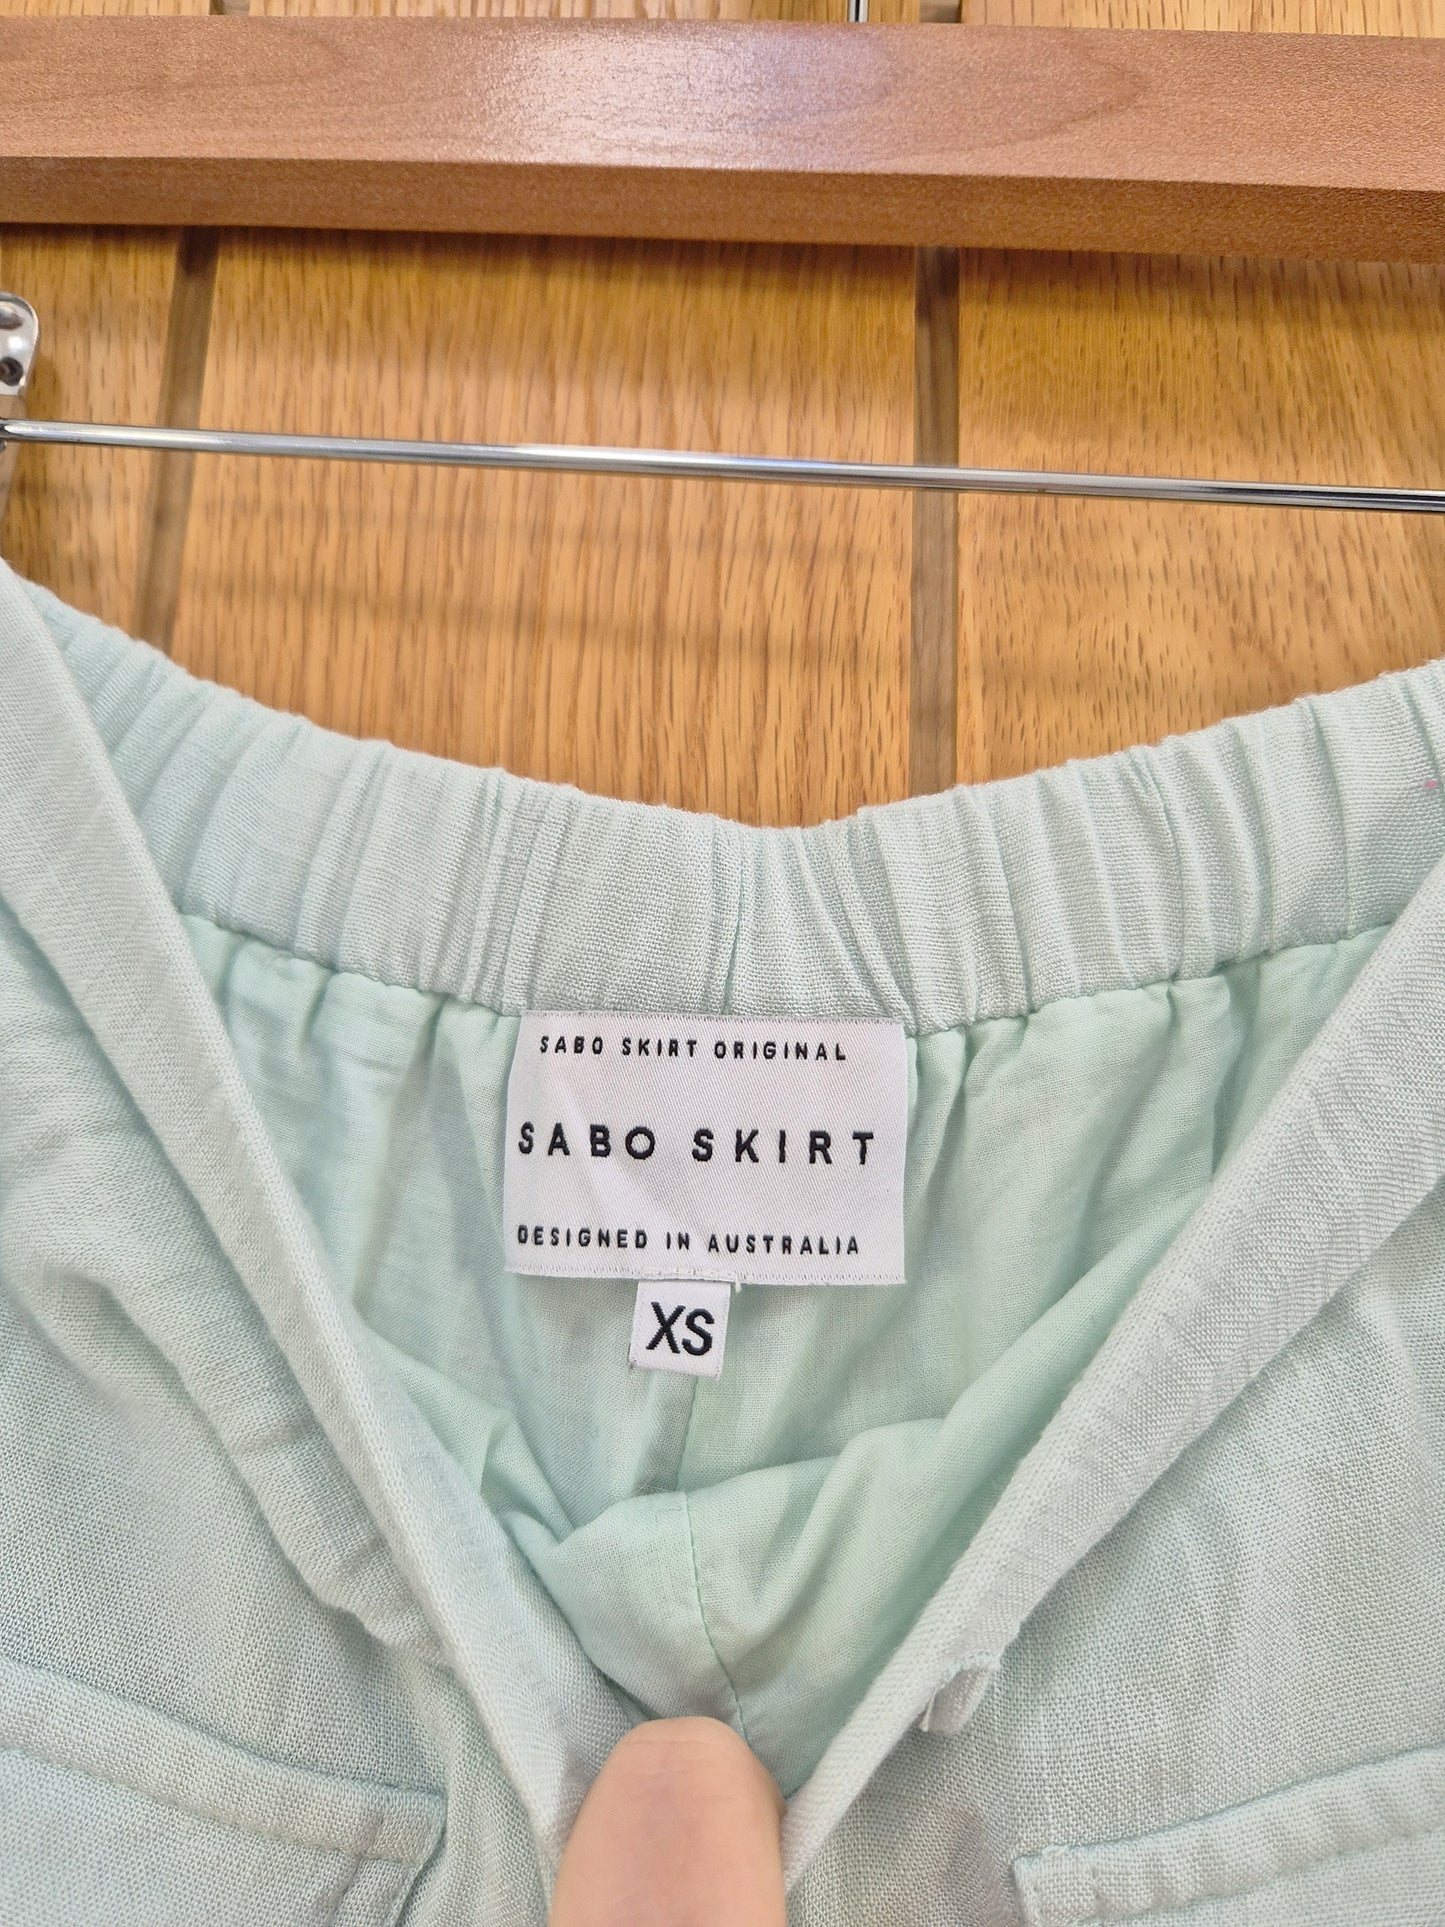 SABO SKIRT ORIGINAL
SABO SKIRT
DESIGNED IN AUSTRALIA
XS